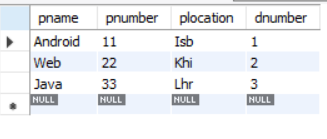 pname pnumber plocation dnumber
Android 11 Isb 1
Web 22 Khi 2
Java 33 Lhr 3
NULL NULL NULL NULL